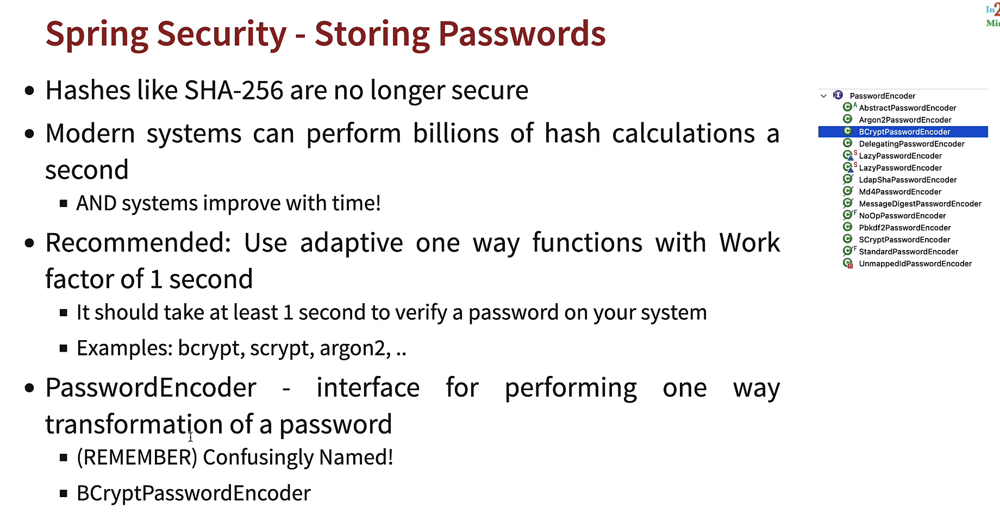 Spring Security - Storing Passwords
• Hashes like SHA-256 are no longer secure
• Modern systems can perform billions of hash calculations a
second
▪ AND systems improve with time!
• Recommended: Use adaptive one way functions with Work
factor of 1 second
▪ It should take at least 1 second to verify a password on your system
▪ Examples: bcrypt, scrypt, argon2, ..
• PasswordEncoder - interface for performing one way
transformation of a password
▪ (REMEMBER) Confusingly Named!
▪ BCryptPasswordEncoder
In2
Min
PasswordEncoder
AbstractPasswordEncoder
Argon2PasswordEncoder
BCryptPasswordEncoder
DelegatingPasswordEncoder
LazyPasswordEncoder
LazyPasswordEncoder
LdapShaPasswordEncoder
Md4PasswordEncoder
MessageDigestPasswordEncoder
NoOpPasswordEncoder
Pbkdf2PasswordEncoder
SCryptPasswordEncoder
StandardPasswordEncoder
UnmappedIdPasswordEncoder